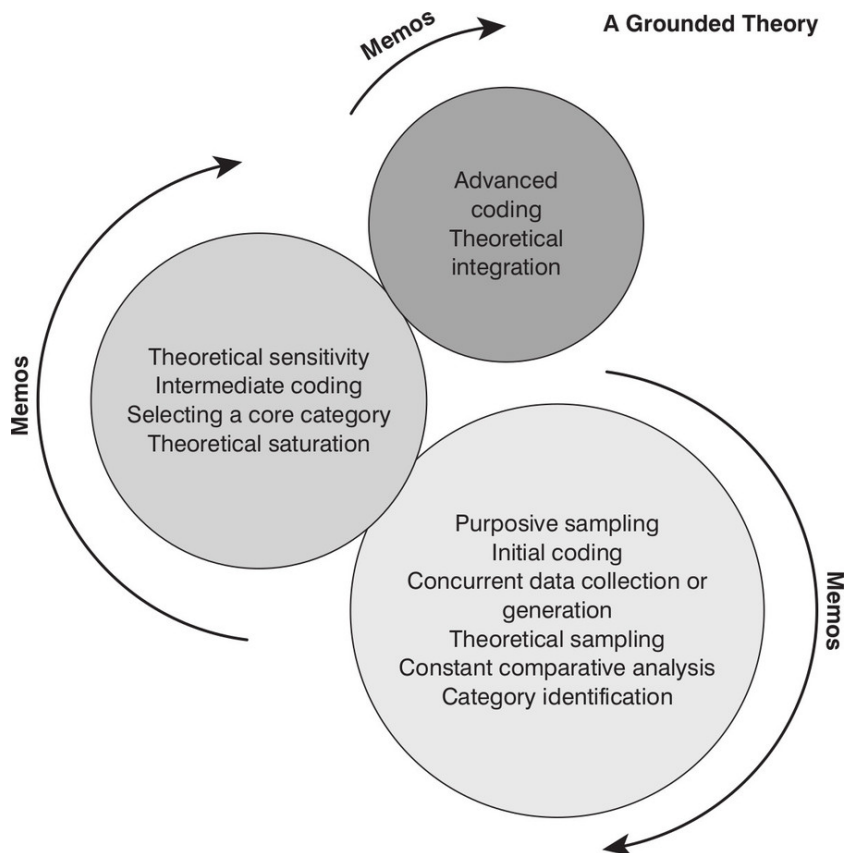 Memos
A Grounded Theory
Advanced
coding
Theoretical
integration
Memos
Theoretical sensitivity
Intermediate coding
Selecting a core category
Theoretical saturation
Purposive sampling
Initial coding
Concurrent data collection or
generation
Theoretical sampling
Constant comparative analysis
Category identification
Memos